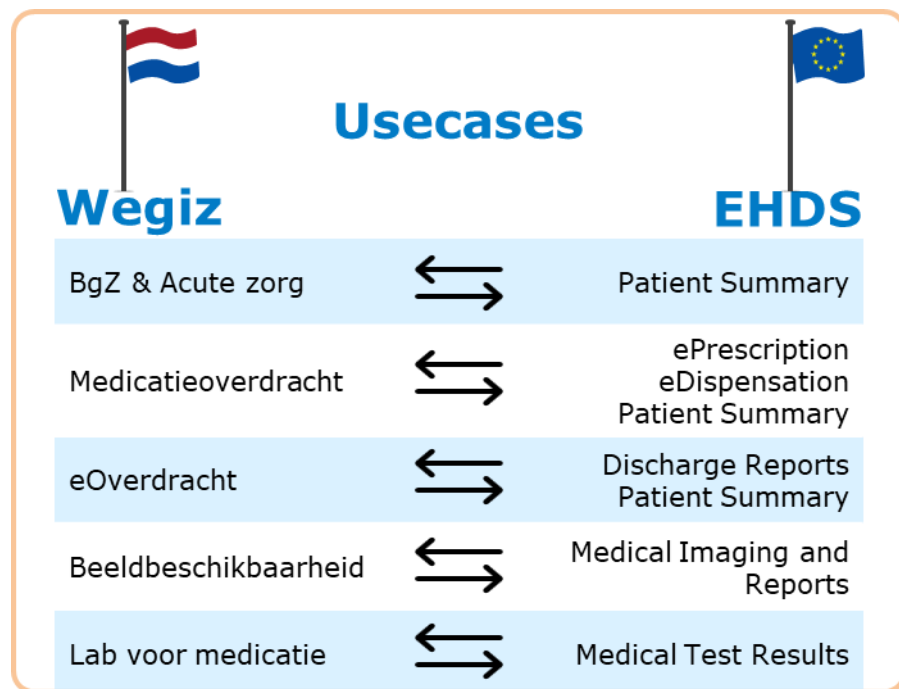 Usecases
Wegiz
EHDS
BgZ & Acute zorg
Patient Summary
Medicatieoverdracht
ePrescription
eDispensation
Patient Summary
eOverdracht
Discharge Reports
Patient Summary
Beeldbeschikbaarheid
Medical Imaging and
Reports
Lab voor medicatie
Medical Test Results